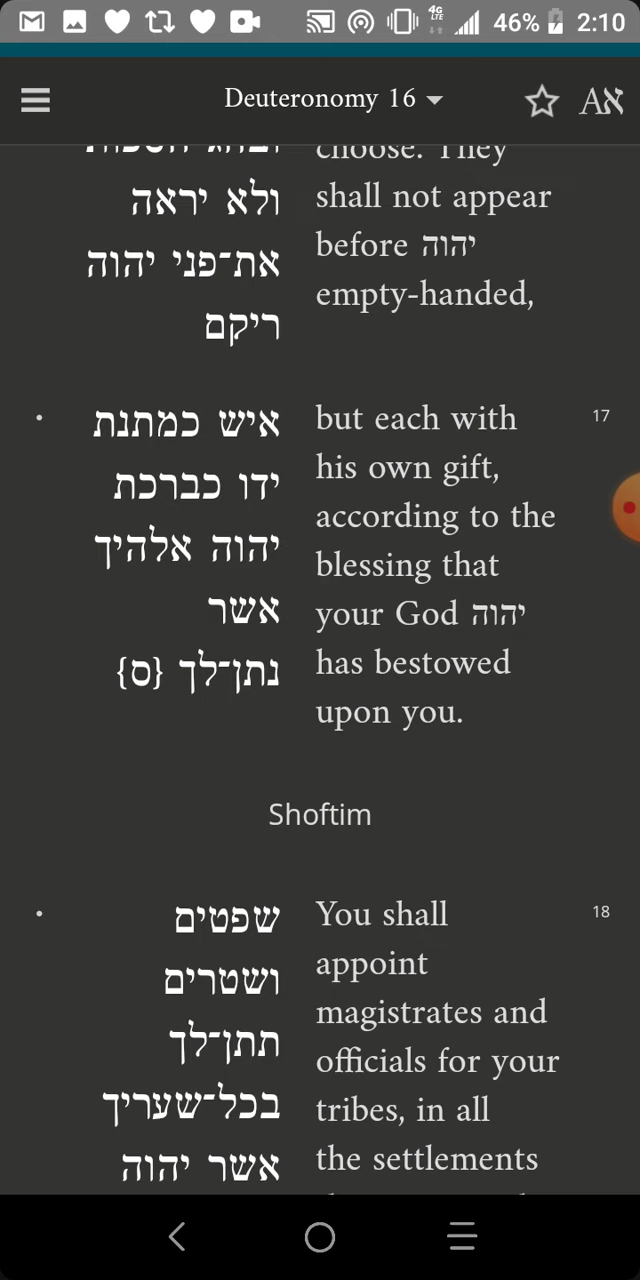 46% 2:10
Deuteronomy 16
Aא
choose. They
ולא יראה
shall not appear
את־פני יהוה
before יהוה
ריקם
empty-handed,
איש כמתנת
ידו כברכת
יהוה אלהיך
אשר
נתן־לך {ס}
but each with
his own gift,
according to the
blessing that
your God יהוה
has bestowed
upon you.
17
Shoftim
שפטים
ושטרים
תתן־לך
בכל־שעריך
אשר יהוה
You shall
appoint
magistrates and
officials for your
tribes, in all
the settlements
18